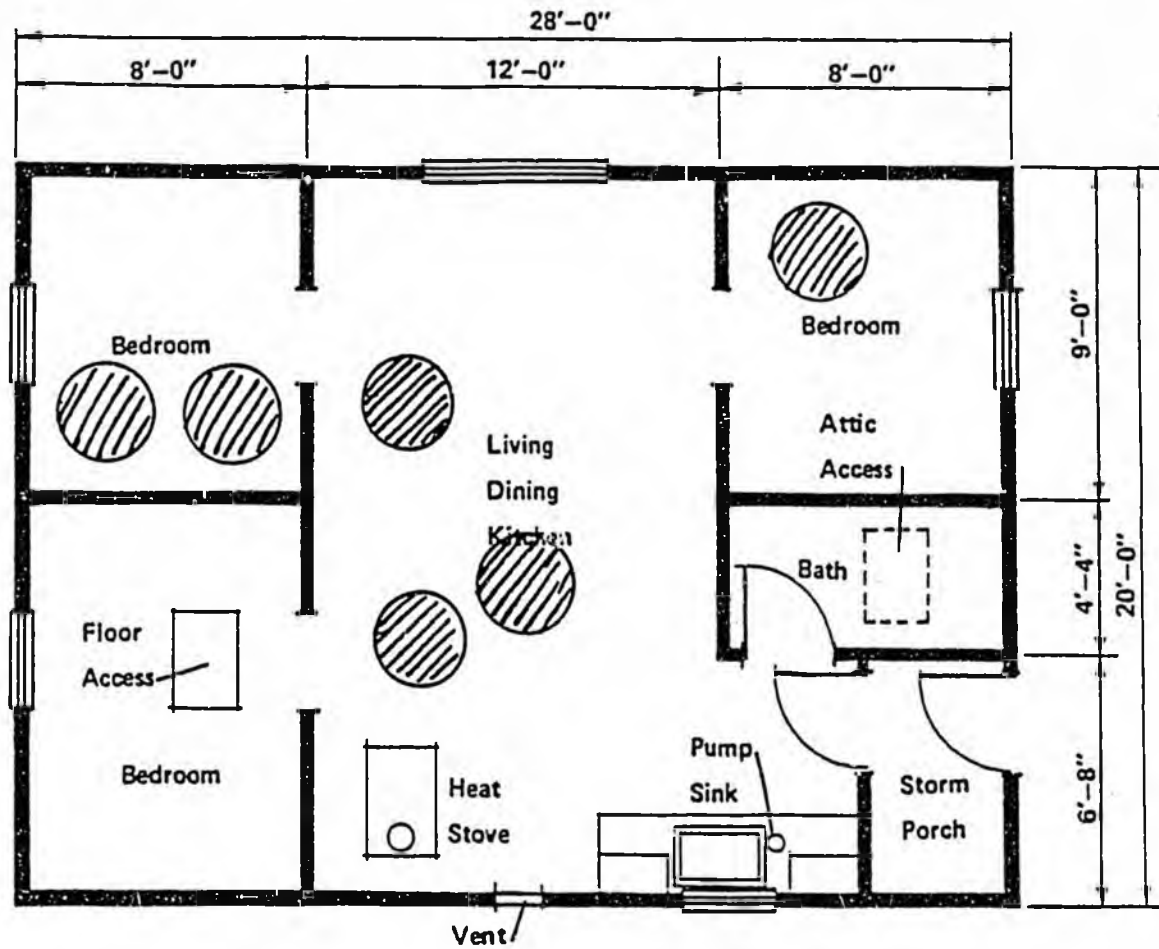 28'–0"
8'–0"
12'–0"
8'–0"
Bedroom
Bedroom
9'–0"
Living
Dining
Kitchen
Attic
Access
Bath
4'–4"
20'–0"
Floor
Access
Bedroom
Heat
Stove
Pump
Sink
Storm
Porch
6'–8"
Vent